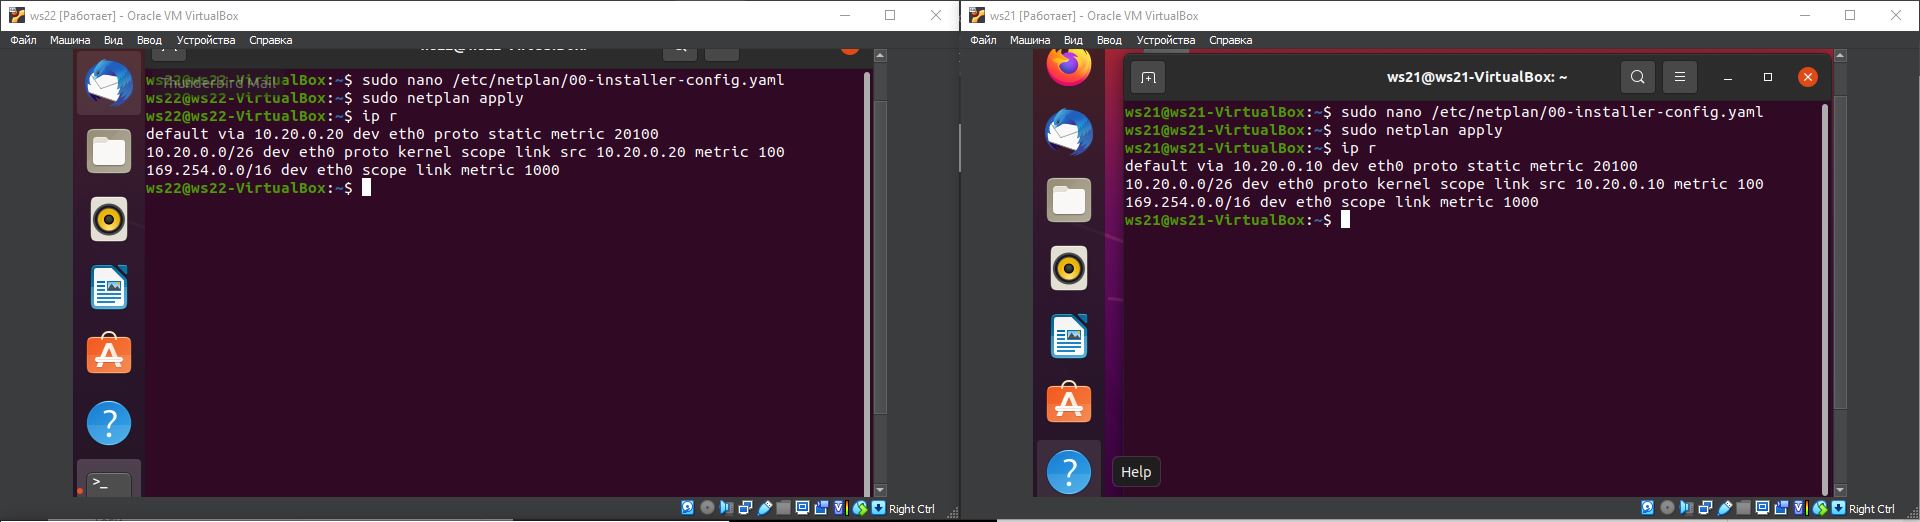 ws22 [Работает] - Oracle VM VirtualBox
Файл Машина Вид Ввод Устройства Справка
Thunderbird Mail
ws22@ws22-VirtualBox:~$ sudo nano /etc/netplan/00-installer-config.yaml
ws22@ws22-VirtualBox:~$ sudo netplan apply
ws22@ws22-VirtualBox:~$ ip r
default via 10.20.0.20 dev eth0 proto static metric 20100
10.20.0.0/26 dev eth0 proto kernel scope link src 10.20.0.20 metric 100
169.254.0.0/16 dev eth0 scope link metric 1000
ws22@ws22-VirtualBox:~$
Right Ctrl
ws21 [Работает] - Oracle VM VirtualBox
Файл Машина Вид Ввод Устройства Справка
ws21@ws21-VirtualBox: ~
ws21@ws21-VirtualBox:~$ sudo nano /etc/netplan/00-installer-config.yaml
ws21@ws21-VirtualBox:~$ sudo netplan apply
ws21@ws21-VirtualBox:~$ ip r
default via 10.20.0.10 dev eth0 proto static metric 20100
10.20.0.0/26 dev eth0 proto kernel scope link src 10.20.0.10 metric 100
169.254.0.0/16 dev eth0 scope link metric 1000
ws21@ws21-VirtualBox:~$
Help
Right Ctrl